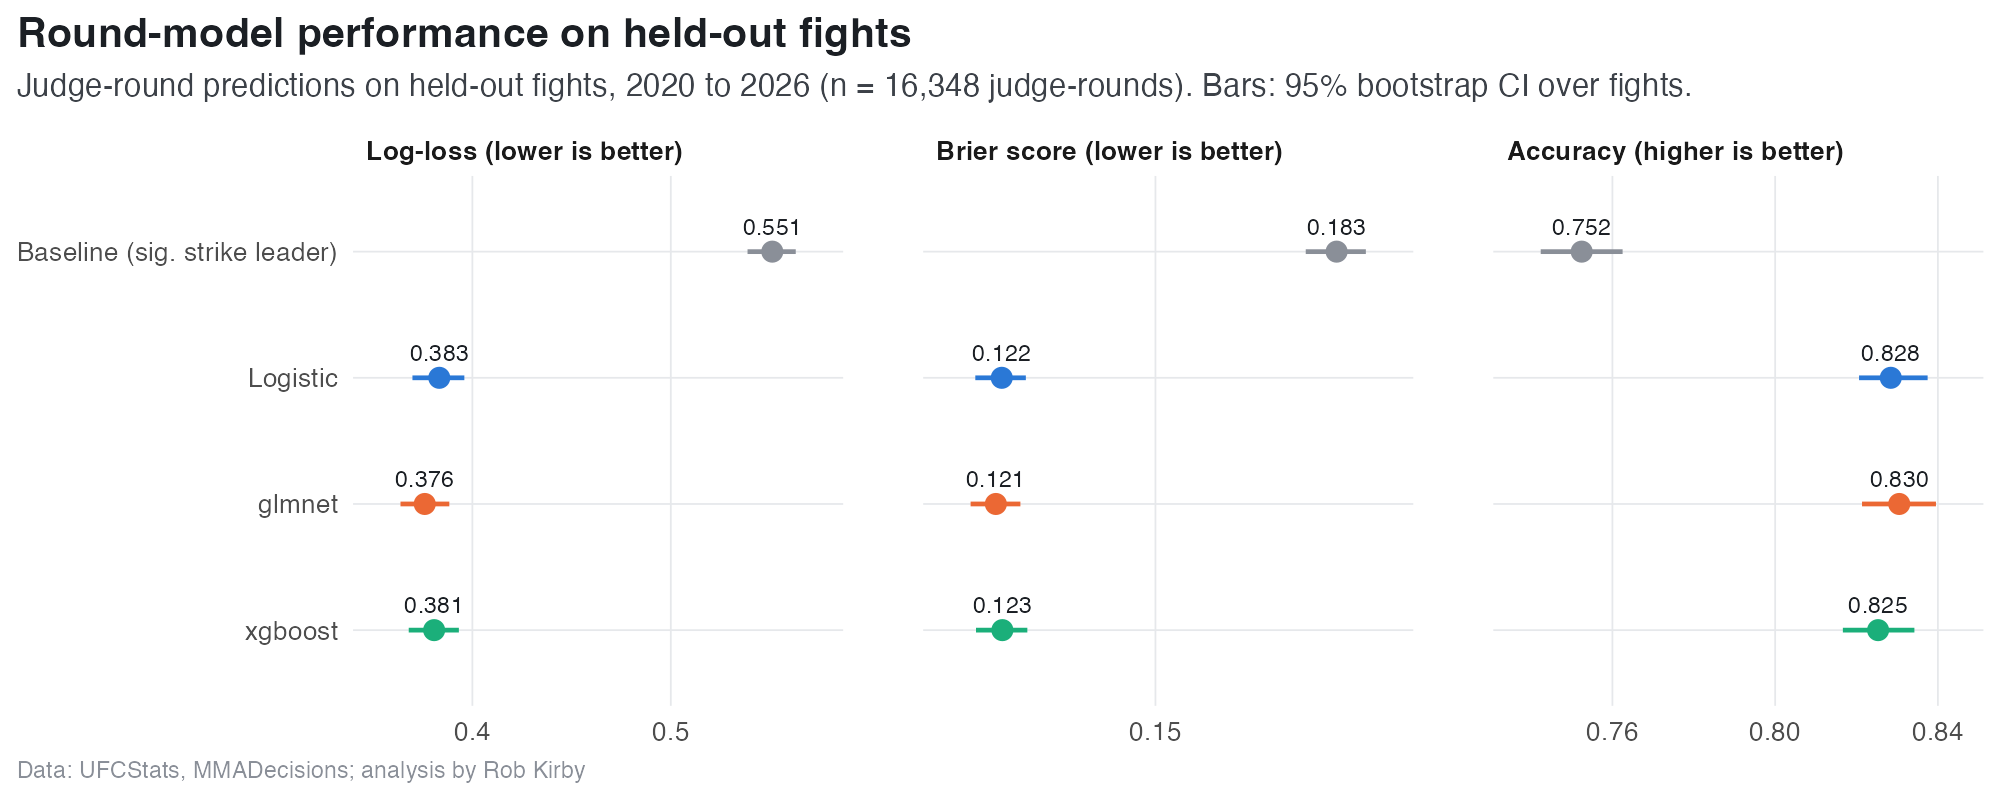 Round-model performance on held-out fights
Judge-round predictions on held-out fights, 2020 to 2026 (n = 16,348 judge-rounds). Bars: 95% bootstrap CI over fights.
Log-loss (lower is better) Brier score (lower is better) Accuracy (higher is better)
0.551 0.183 0.752
Baseline (sig. strike leader)
0.383 0.122 0.828
Logistic
0.376 0.121 0.830
glmnet
0.381 0.123 0.825
xgboost
0.4 0.5 0.15 0.76 0.80 0.84
Data: UFCStats, MMADecisions; analysis by Rob Kirby